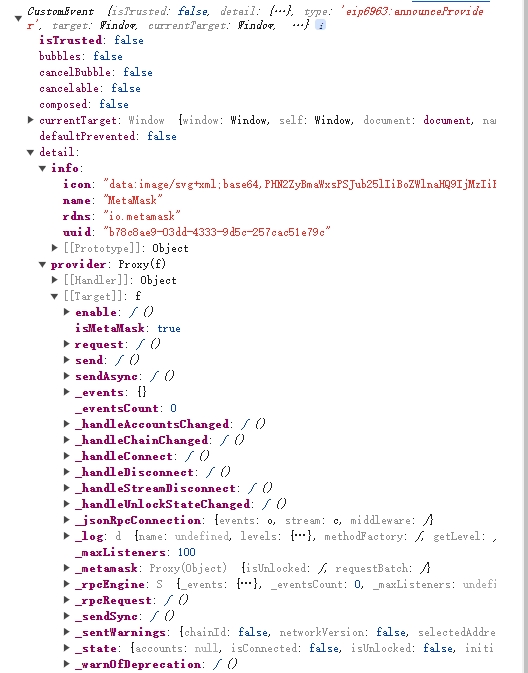 CustomEvent {isTrusted: false, detail: {…}, type: 'eip6963:announceProvide
r', target: Window, currentTarget: Window, …}
isTrusted: false
bubbles: false
cancelBubble: false
cancelable: false
composed: false
currentTarget: Window {window: Window, self: Window, document: document, na
defaultPrevented: false
detail:
info:
icon: "data:image/svg+xml;base64,PHN2ZyBmaWxsPSJub25lIiBoZWlnaHQ9IjMzIiI
name: "MetaMask"
rdns: "io.metamask"
uuid: "b78c8ae9-03dd-4333-9d5c-257cac51e79c"
[[Prototype]]: Object
provider: Proxy(f)
[[Handler]]: Object
[[Target]]: f
enable: ƒ ()
isMetaMask: true
request: ƒ ()
send: ƒ ()
sendAsync: ƒ ()
_events: {}
_eventsCount: 0
_handleAccountsChanged: ƒ ()
_handleChainChanged: ƒ ()
_handleConnect: ƒ ()
_handleDisconnect: ƒ ()
_handleStreamDisconnect: ƒ ()
_handleUnlockStateChanged: ƒ ()
_jsonRpcConnection: {events: o, stream: c, middleware: ƒ}
_log: d {name: undefined, levels: {…}, methodFactory: ƒ, getLevel: ƒ,
_maxListeners: 100
_metamask: Proxy(Object) {isUnlocked: ƒ, requestBatch: ƒ}
_rpcEngine: S {_events: {…}, _eventsCount: 0, _maxListeners: undefi
_rpcRequest: ƒ ()
_sendSync: ƒ ()
_sentWarnings: {chainId: false, networkVersion: false, selectedAddre
_state: {accounts: null, isConnected: false, isUnlocked: false, initi
_warnOfDeprecation: ƒ ()